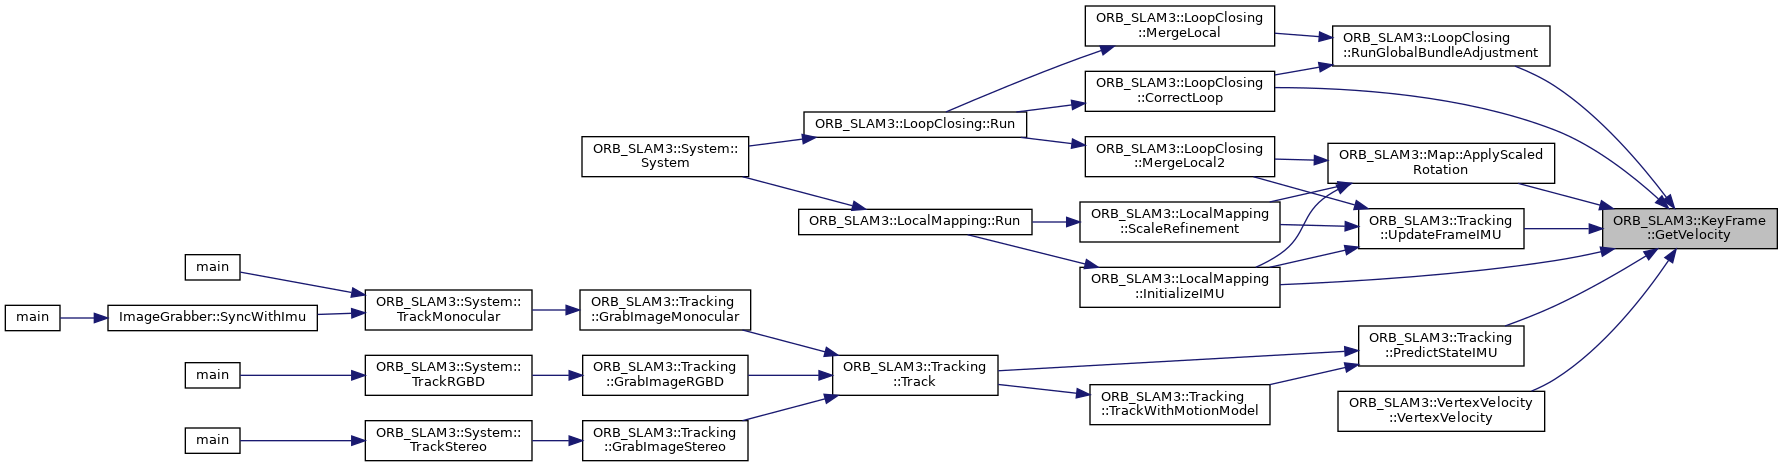 ORB_SLAM3::LoopClosing
::MergeLocal
ORB_SLAM3::LoopClosing
::RunGlobalBundleAdjustment
ORB_SLAM3::LoopClosing
::CorrectLoop
ORB_SLAM3::LoopClosing::Run
ORB_SLAM3::System::
System
ORB_SLAM3::LoopClosing
::MergeLocal2
ORB_SLAM3::Map::ApplyScaled
Rotation
ORB_SLAM3::LocalMapping::Run
ORB_SLAM3::LocalMapping
::ScaleRefinement
ORB_SLAM3::Tracking
::UpdateFrameIMU
ORB_SLAM3::KeyFrame
::GetVelocity
main
ORB_SLAM3::LocalMapping
::InitializeIMU
main
ImageGrabber::SyncWithImu
ORB_SLAM3::System::
TrackMonocular
ORB_SLAM3::Tracking
::GrabImageMonocular
ORB_SLAM3::Tracking
::PredictStateIMU
main
ORB_SLAM3::System::
TrackRGBD
ORB_SLAM3::Tracking
::GrabImageRGBD
ORB_SLAM3::Tracking
::Track
ORB_SLAM3::Tracking
::TrackWithMotionModel
ORB_SLAM3::VertexVelocity
::VertexVelocity
main
ORB_SLAM3::System::
TrackStereo
ORB_SLAM3::Tracking
::GrabImageStereo